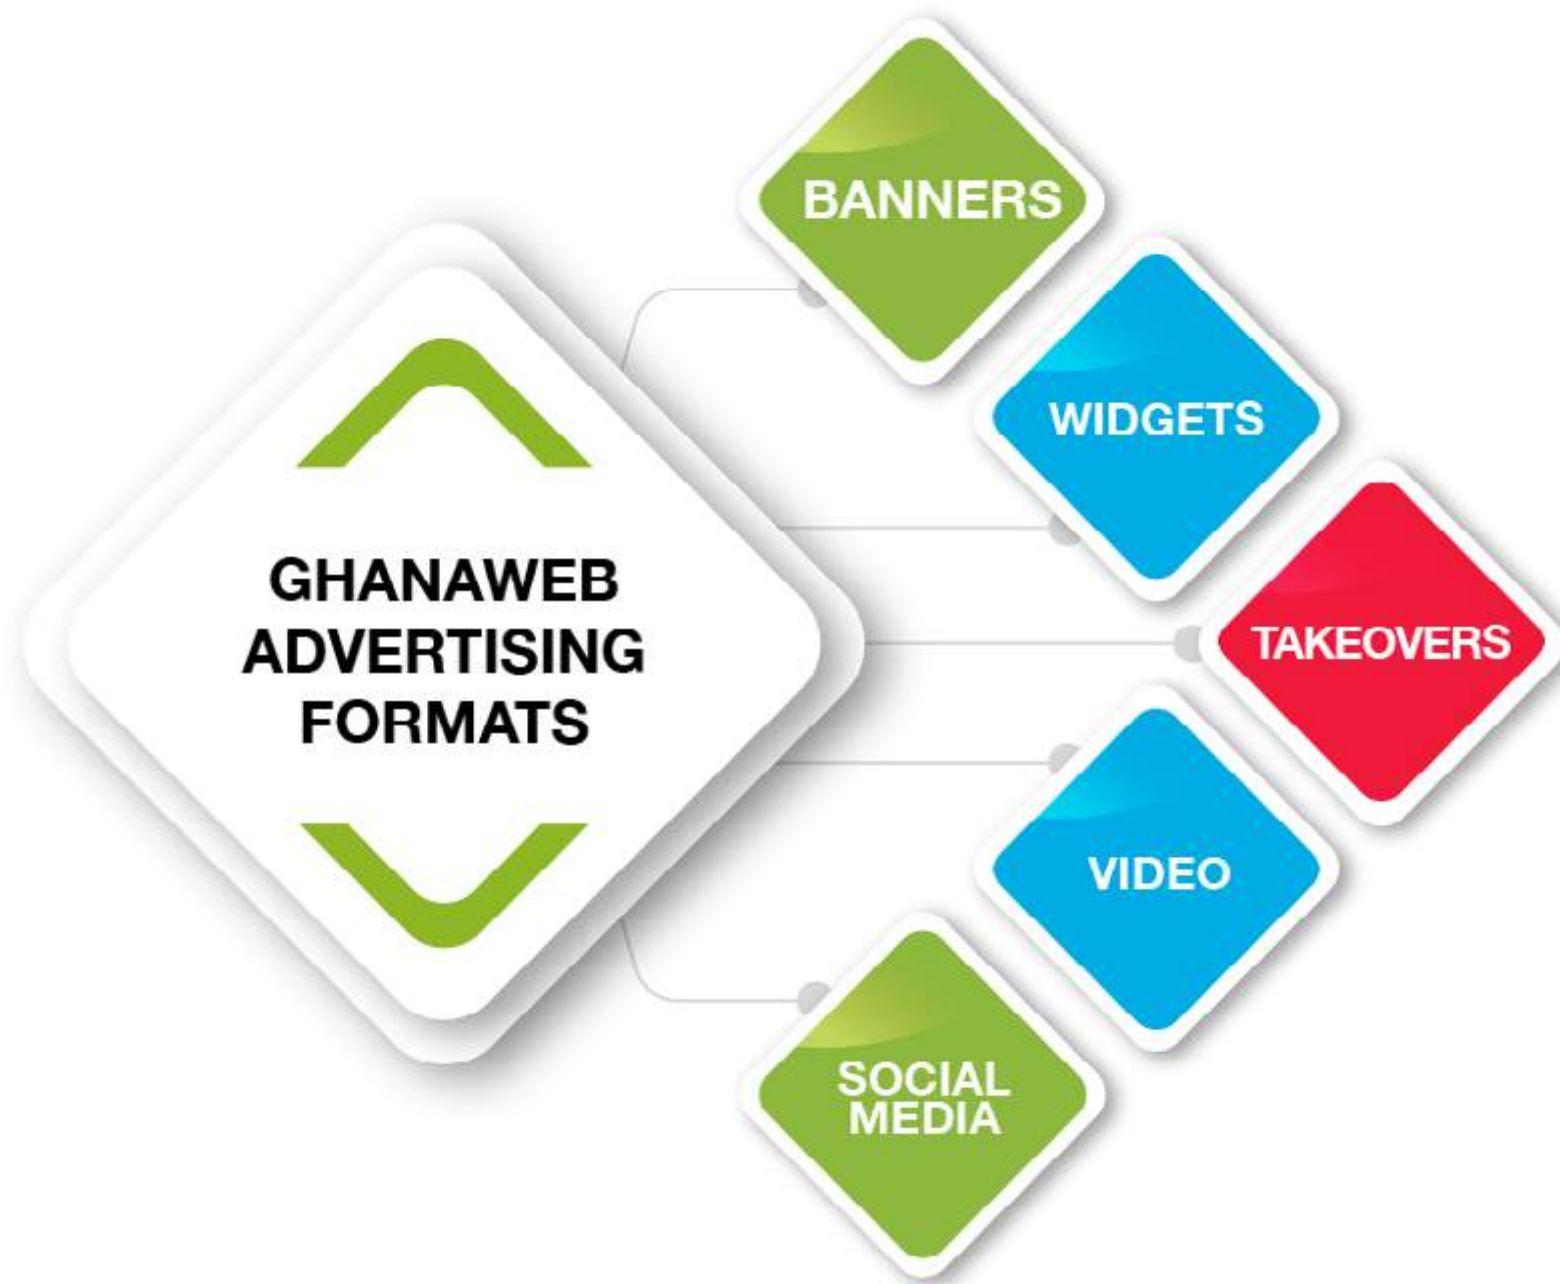 GHANAWEB
ADVERTISING
FORMATS
BANNERS
WIDGETS
TAKEOVERS
VIDEO
SOCIAL
MEDIA